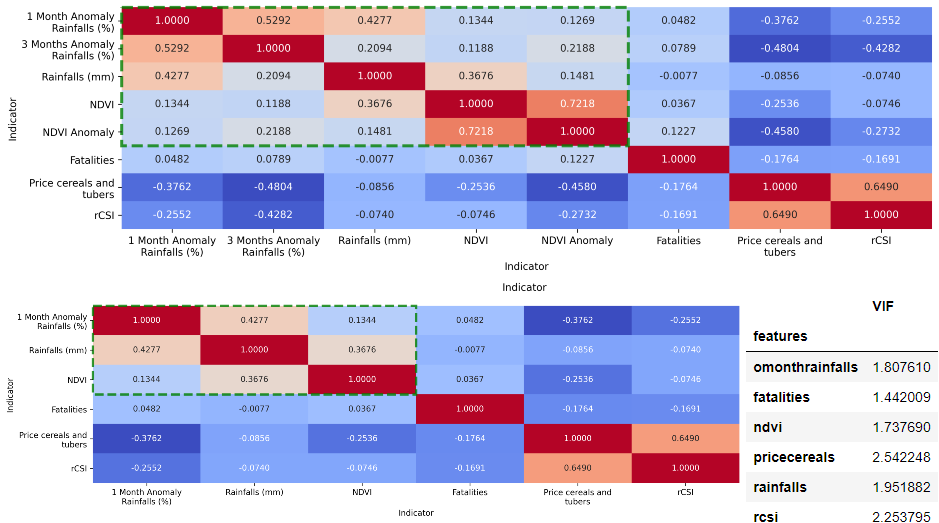 1 Month Anomaly
Rainfalls (%)
1.0000 0.5292 0.4277 0.1344 0.1269 0.0482 -0.3762 -0.2552
3 Months Anomaly
Rainfalls (%)
0.5292 1.0000 0.2094 0.1188 0.2188 0.0789 -0.4804 -0.4282
Rainfalls (mm) 0.4277 0.2094 1.0000 0.3676 0.1481 -0.0077 -0.0856 -0.0740
NDVI 0.1344 0.1188 0.3676 1.0000 0.7218 0.0367 -0.2536 -0.0746
NDVI Anomaly 0.1269 0.2188 0.1481 0.7218 1.0000 0.1227 -0.4580 -0.2732
Fatalities 0.0482 0.0789 -0.0077 0.0367 0.1227 1.0000 -0.1764 -0.1691
Price cereals and
tubers
-0.3762 -0.4804 -0.0856 -0.2536 -0.4580 -0.1764 1.0000 0.6490
rCSI -0.2552 -0.4282 -0.0740 -0.0746 -0.2732 -0.1691 0.6490 1.0000
Indicator
1 Month Anomaly
Rainfalls (%)
3 Months Anomaly
Rainfalls (%)
Rainfalls (mm)
NDVI
NDVI Anomaly
Fatalities
Price cereals and
tubers
rCSI
Indicator
Indicator
1 Month Anomaly
Rainfalls (%)
1.0000 0.4277 0.1344 0.0482 -0.3762 -0.2552
Rainfalls (mm) 0.4277 1.0000 0.3676 -0.0077 -0.0856 -0.0740
NDVI 0.1344 0.3676 1.0000 0.0367 -0.2536 -0.0746
Fatalities 0.0482 -0.0077 0.0367 1.0000 -0.1764 -0.1691
Price cereals and
tubers
-0.3762 -0.0856 -0.2536 -0.1764 1.0000 0.6490
rCSI -0.2552 -0.0740 -0.0746 -0.1691 0.6490 1.0000
Indicator
1 Month Anomaly
Rainfalls (%)
Rainfalls (mm)
NDVI
Fatalities
Price cereals and
tubers
rCSI
Indicator
VIF
features
omonthrainfalls 1.807610
fatalities 1.442009
ndvi 1.737690
pricecereals 2.542248
rainfalls 1.951882
rcsi 2.253795